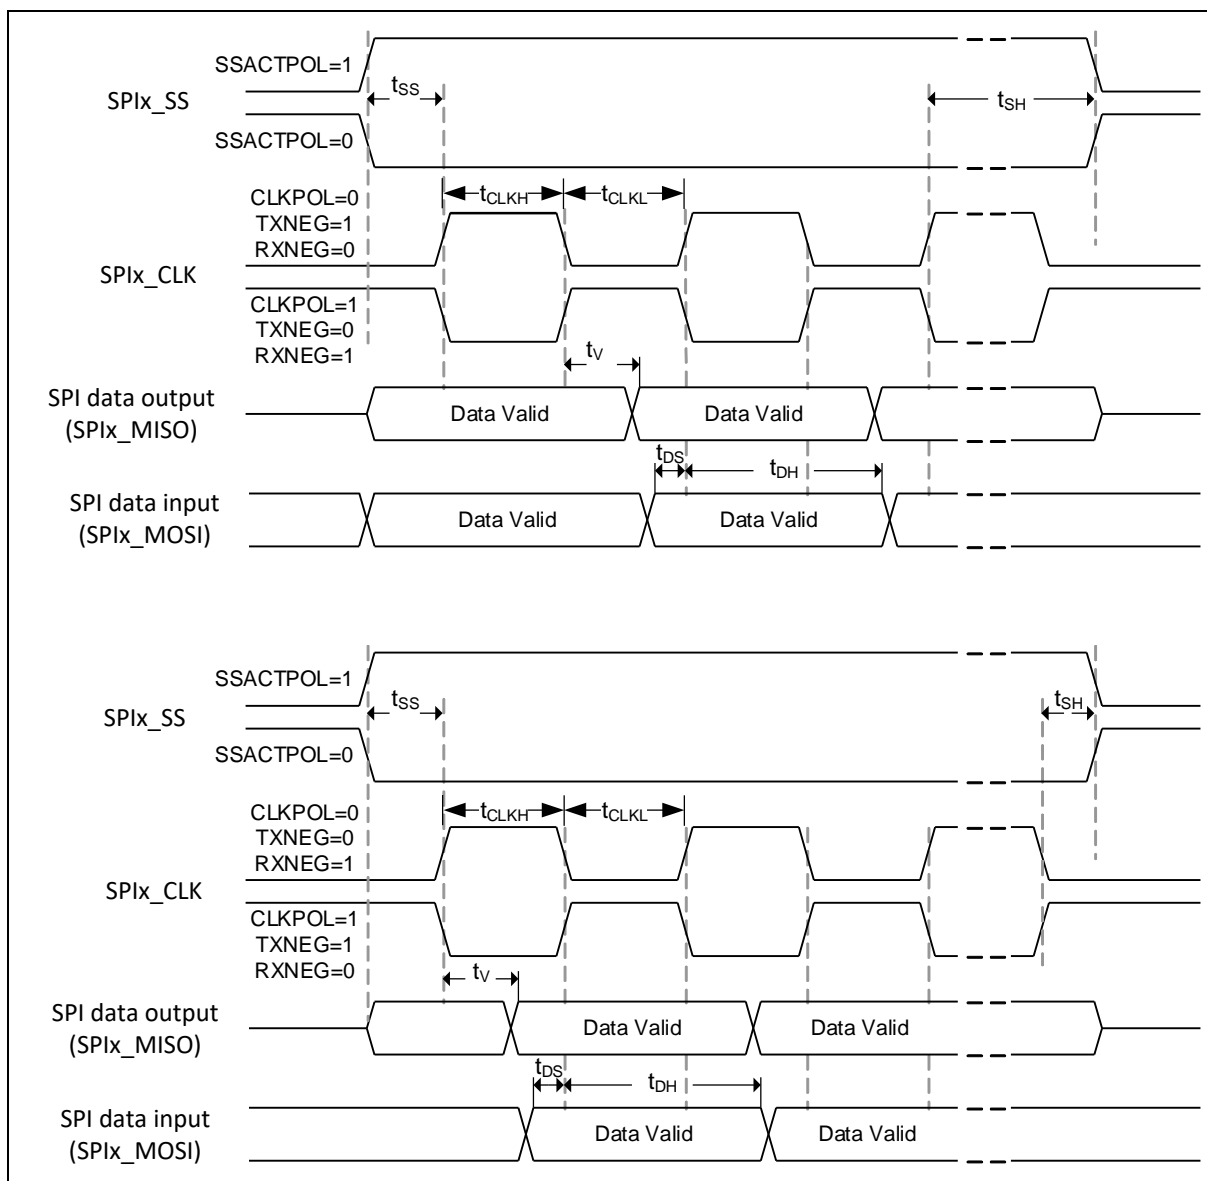 SSACTPOL=1
SPIx_SS
tSS
tSH
SSACTPOL=0
CLKPOL=0
TXNEG=1
RXNEG=0
tCLKH
tCLKL
SPIx_CLK
CLKPOL=1
TXNEG=0
RXNEG=1
tV
SPI data output
(SPIx_MISO)
Data Valid
Data Valid
tDS
tDH
SPI data input
(SPIx_MOSI)
Data Valid
Data Valid
SSACTPOL=1
SPIx_SS
tSS
tSH
SSACTPOL=0
CLKPOL=0
TXNEG=0
RXNEG=1
tCLKH
tCLKL
SPIx_CLK
CLKPOL=1
TXNEG=1
RXNEG=0
tV
SPI data output
(SPIx_MISO)
Data Valid
Data Valid
tDS
tDH
SPI data input
(SPIx_MOSI)
Data Valid
Data Valid